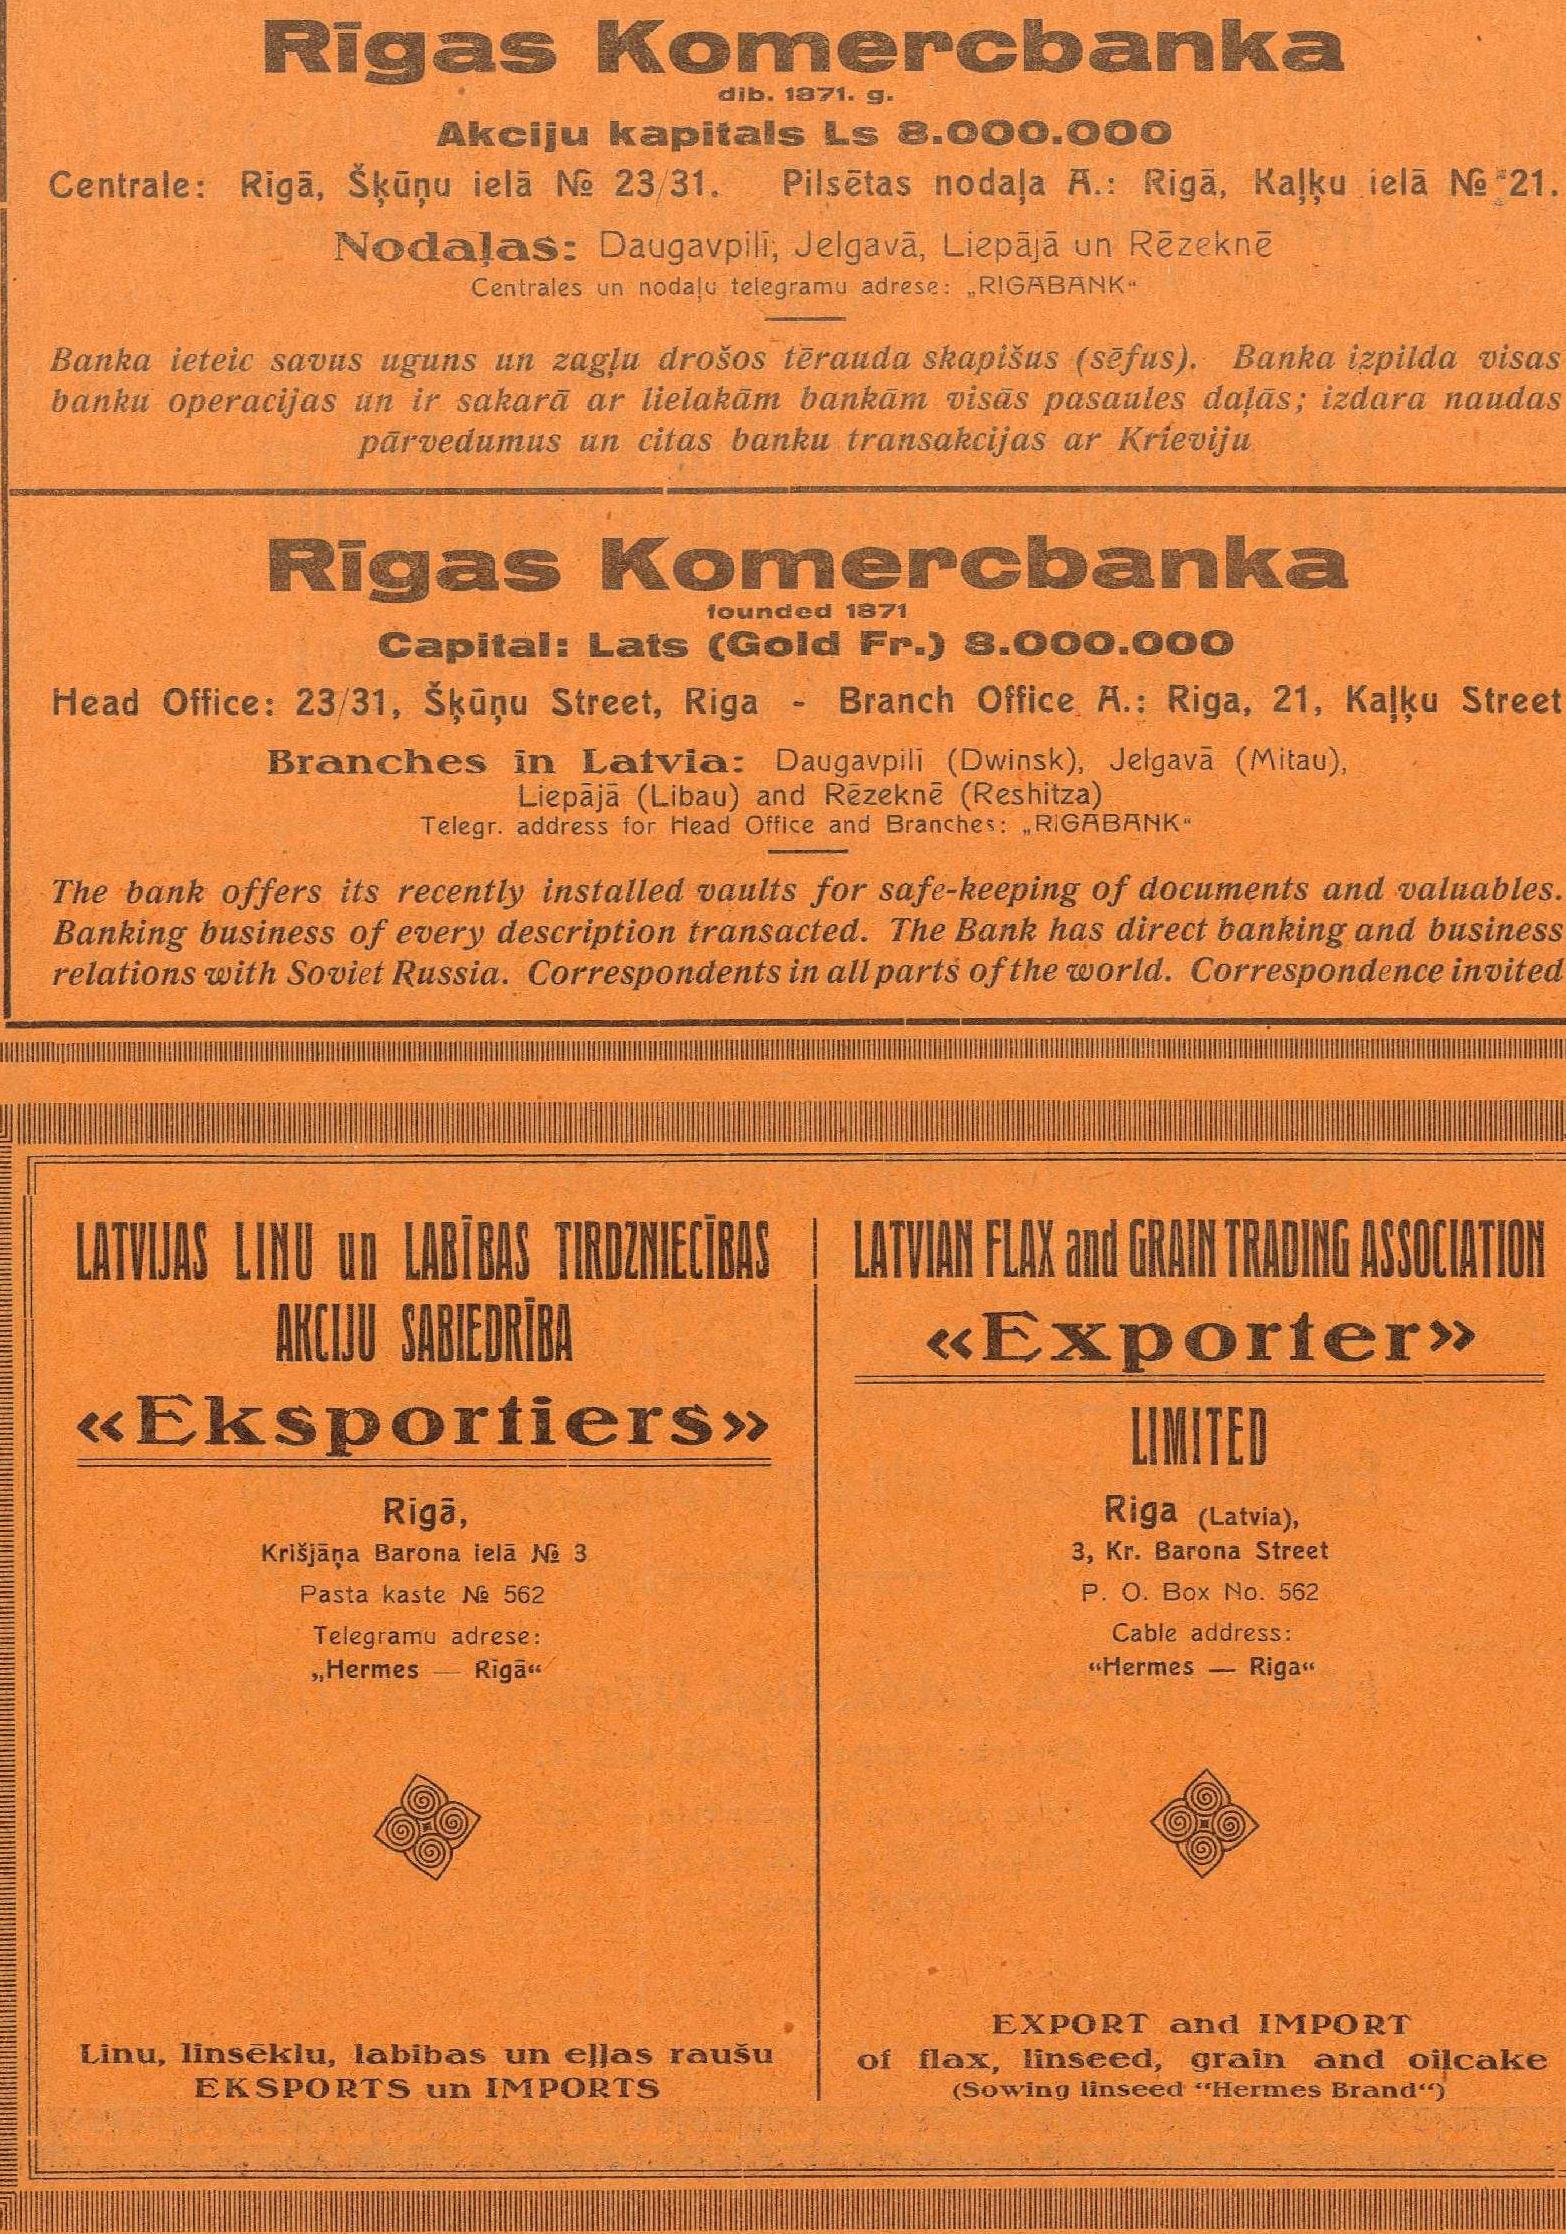 Rīgas Komercbanka
dib. 1871. g.
Akciju kapitals Ls 8.000.000
Centrale: Rīgā, Šķūņu ielā № 23/31. Pilsētas nodaļa A.: Rīgā, Kaļķu ielā № 21.
Nodaļas: Daugavpilī, Jelgavā, Liepājā un Rēzeknē
Centrales un nodaļu telegramu adrese: „RIGABANK“
Banka ieteic savus uguns un zagļu drošos tērauda skapišus (sēfus). Banka izpilda visas
banku operacijas un ir sakarā ar lielakām bankām visās pasaules daļās; izdara naudas
pārvedumus un citas banku transakcijas ar Krieviju
Rīgas Komercbanka
founded 1871
Capital: Lats (Gold Fr.) 8.000.000
Head Office: 23/31, Šķūņu Street, Riga - Branch Office A.: Riga, 21, Kaļķu Street
Branches in Latvia: Daugavpilī (Dwinsk), Jelgavā (Mitau),
Liepājā (Libau) and Rēzeknē (Reshitza)
Telegr. address for Head Office and Branches: „RIGABANK“
The bank offers its recently installed vaults for safe-keeping of documents and valuables.
Banking business of every description transacted. The Bank has direct banking and business
relations with Soviet Russia. Correspondents in all parts of the world. Correspondence invited
LATVIJAS LINU un LABĪBAS TIRDZNIECĪBAS
AKCIJU SABIEDRĪBA
«Eksportiers»
Rīgā,
Krišjāņa Barona ielā № 3
Pasta kaste № 562
Telegramu adrese:
„Hermes — Rīgā“
Linu, linsēklu, labības un eļļas raušu
EKSPORTS un IMPORTS
LATVIAN FLAX and GRAIN TRADING ASSOCIATION
«Exporter»
LIMITED
Riga (Latvia),
3, Kr. Barona Street
P. O. Box No. 562
Cable address:
“Hermes — Riga“
EXPORT and IMPORT
of flax, linseed, grain and oilcake
(Sowing linseed “Hermes Brand“)